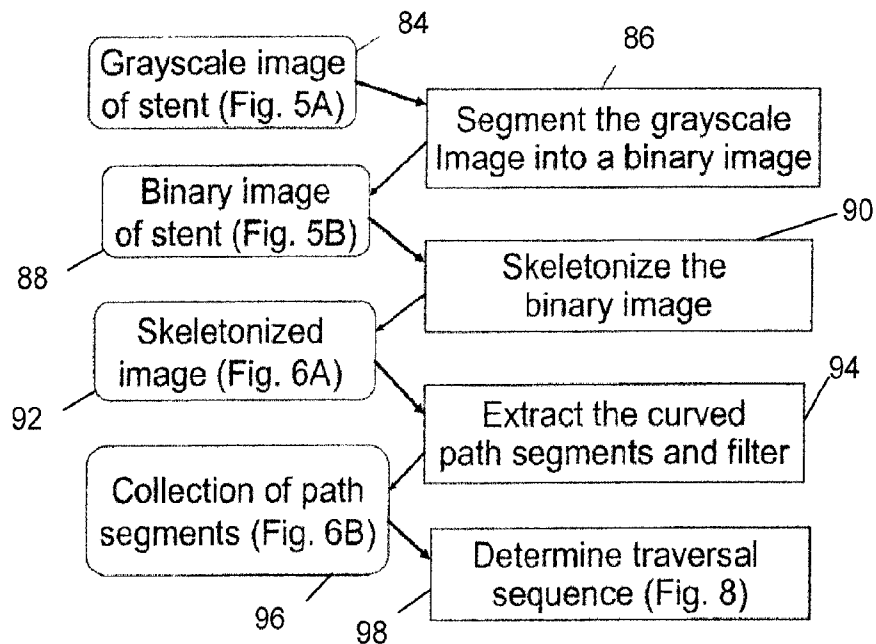 84
Grayscale image
of stent (Fig. 5A)
86
Segment the grayscale
Image into a binary image
Binary image
of stent (Fig. 5B)
88
90
Skeletonize the
binary image
Skeletonized
image (Fig. 6A)
92
94
Extract the curved
path segments and filter
Collection of path
segments (Fig. 6B)
96
Determine traversal
sequence (Fig. 8)
98